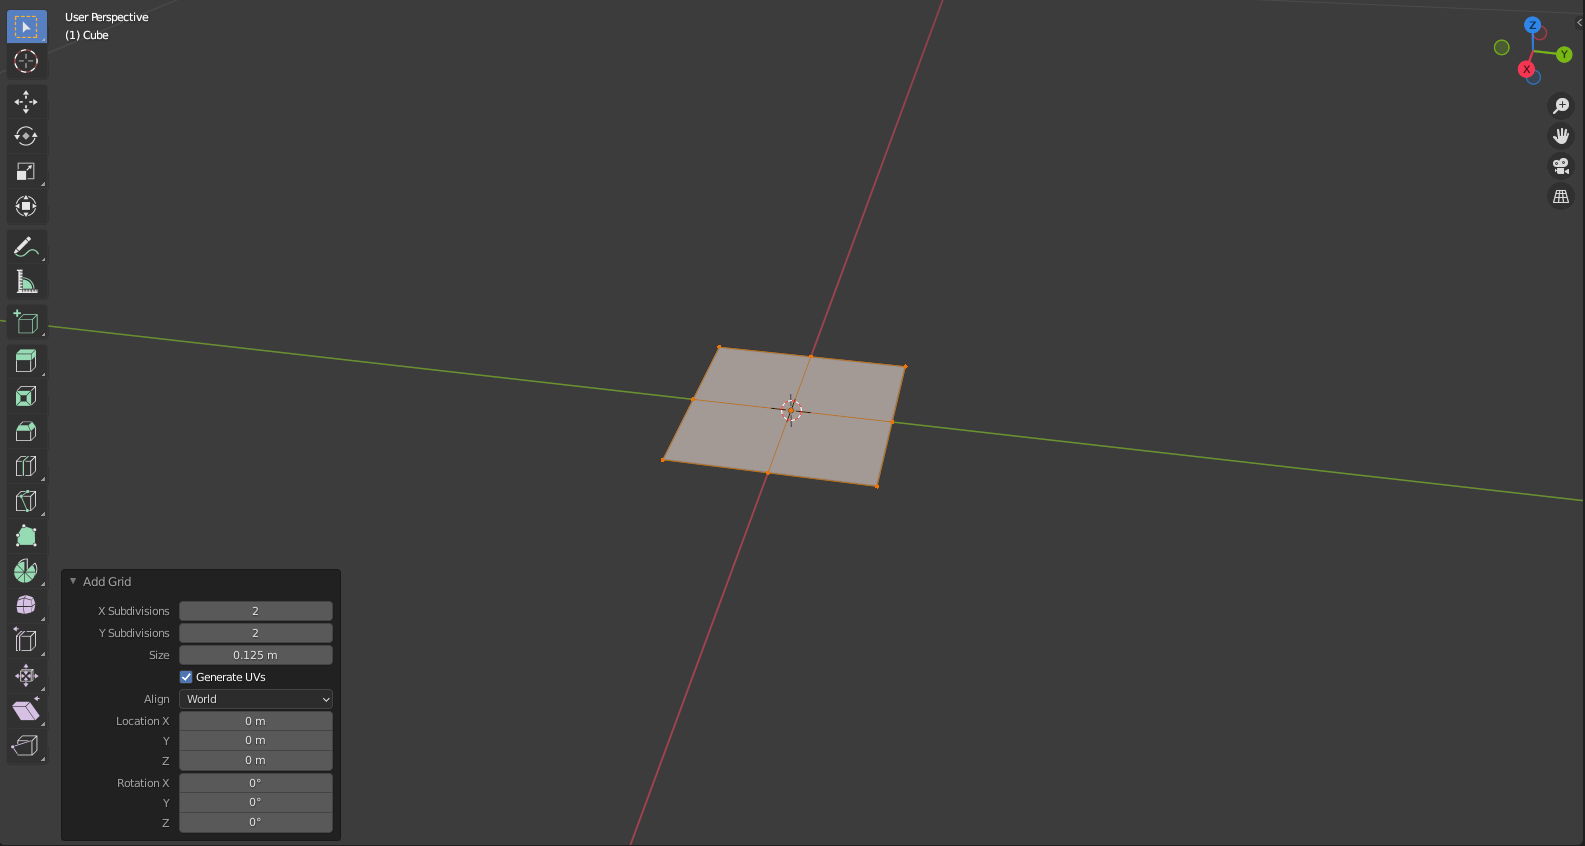 User Perspective
(1) Cube
Z
Y
X
Add Grid
X Subdivisions 2
Y Subdivisions 2
Size 0.125 m
Generate UVs
Align World
Location X 0 m
Y 0 m
Z 0 m
Rotation X 0°
Y 0°
Z 0°